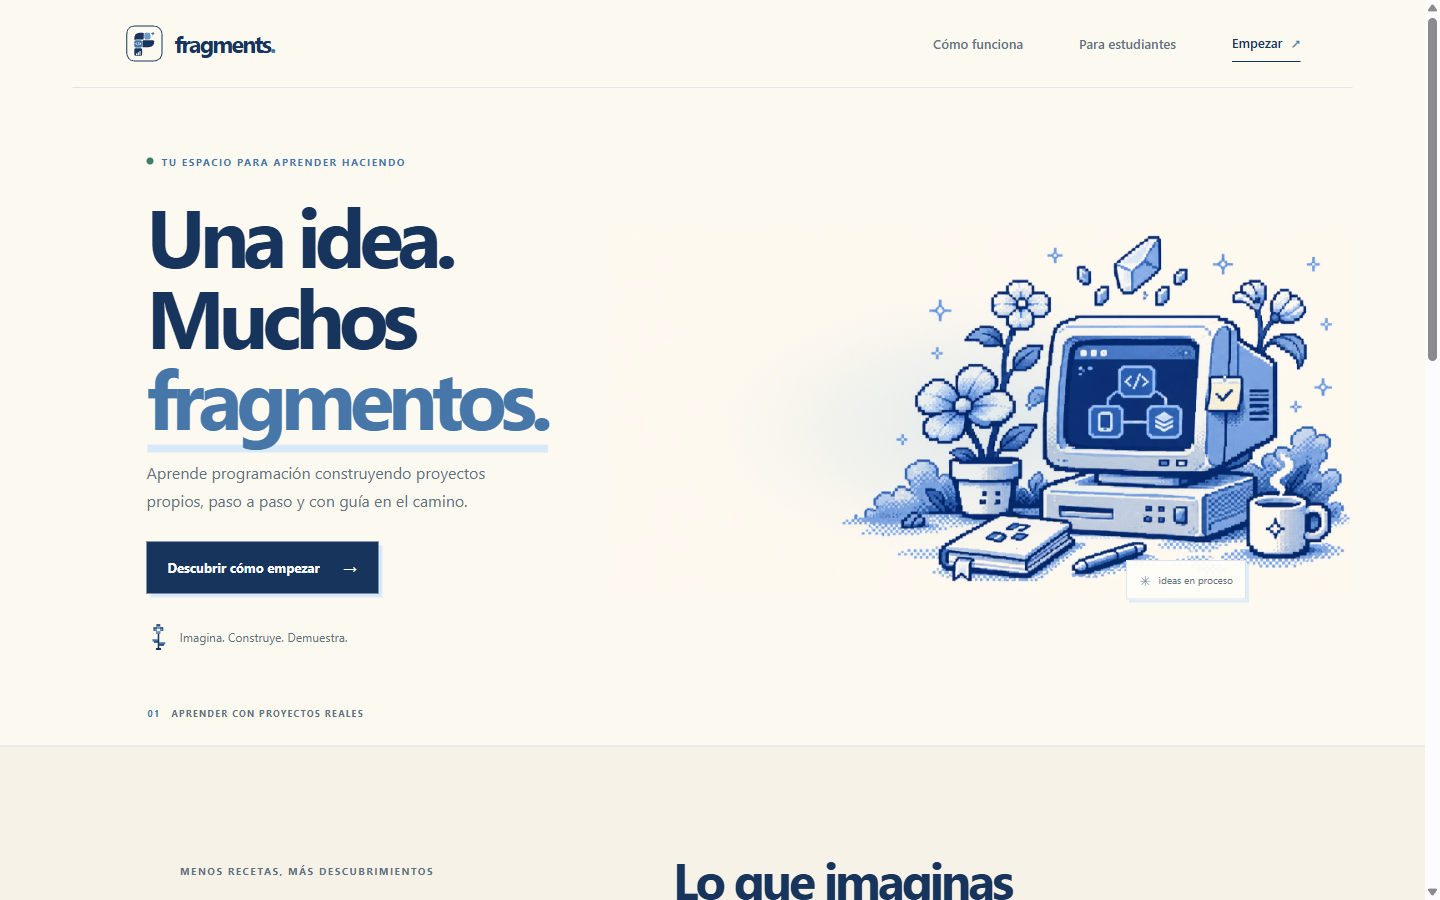 fragments.
Cómo funciona
Para estudiantes
Empezar ↗
TU ESPACIO PARA APRENDER HACIENDO
Una idea.
Muchos
fragmentos.
Aprende programación construyendo proyectos
propios, paso a paso y con guía en el camino.
Descubrir cómo empezar →
Imagina. Construye. Demuestra.
</>
ideas en proceso
01 APRENDER CON PROYECTOS REALES
MENOS RECETAS, MÁS DESCUBRIMIENTOS
Lo que imaginas